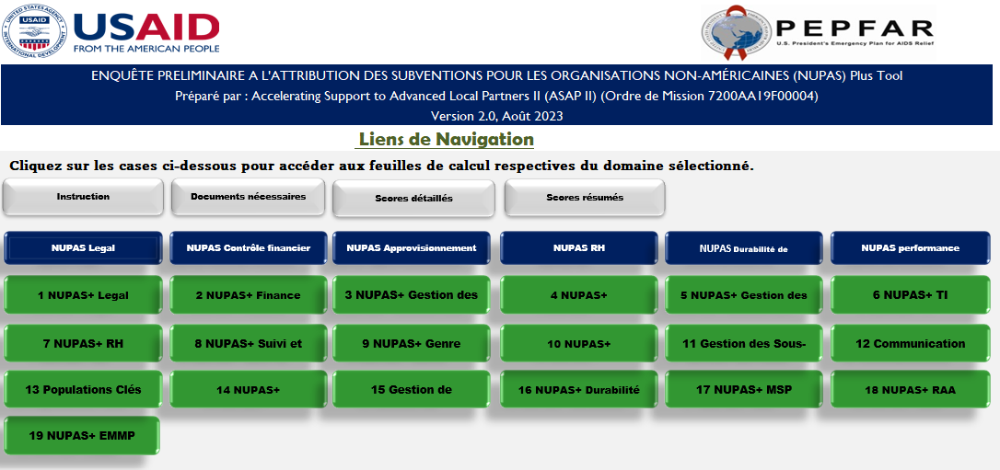 USAID
UNITED STATES AGENCY
INTERNATIONAL DEVELOPMENT
USAID
FROM THE AMERICAN PEOPLE
PEPFAR
U.S. President's Emergency Plan for AIDS Relief
ENQUÊTE PRELIMINAIRE A L'ATTRIBUTION DES SUBVENTIONS POUR LES ORGANISATIONS NON-AMÉRICAINES (NUPAS) Plus Tool
Préparé par : Accelerating Support to Advanced Local Partners II (ASAP II) (Ordre de Mission 7200AA19F00004)
Version 2.0, Août 2023
Liens de Navigation
Cliquez sur les cases ci-dessous pour accéder aux feuilles de calcul respectives du domaine sélectionné.
Instruction
Documents nécessaires
Scores détaillés
Scores résumés
NUPAS Legal
NUPAS Contrôle financier
NUPAS Approvisionnement
NUPAS RH
NUPAS Durabilité de
NUPAS performance
1 NUPAS+ Legal
2 NUPAS+ Finance
3 NUPAS+ Gestion des
4 NUPAS+
5 NUPAS+ Gestion des
6 NUPAS+ TI
7 NUPAS+ RH
8 NUPAS+ Suivi et
9 NUPAS+ Genre
10 NUPAS+
11 Gestion des Sous-
12 Communication
13 Populations Clés
14 NUPAS+
15 Gestion de
16 NUPAS+ Durabilité
17 NUPAS+ MSP
18 NUPAS+ RAA
19 NUPAS+ EMMP